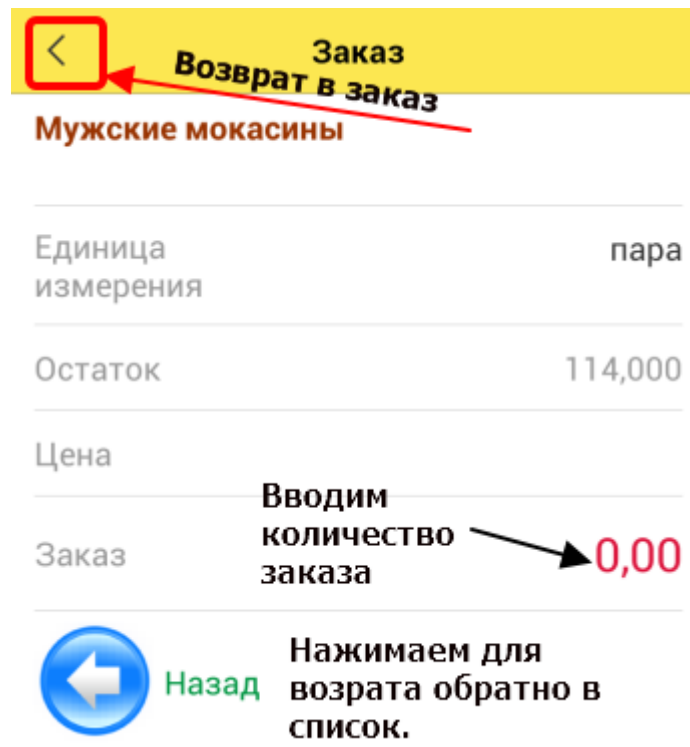 Заказ
Возврат в заказ
Мужские мокасины
Единица
измерения
пара
Остаток
114,000
Цена
Вводим
количество
заказа
Заказ
0,00
Назад
Нажимаем для
возрата обратно в
список.